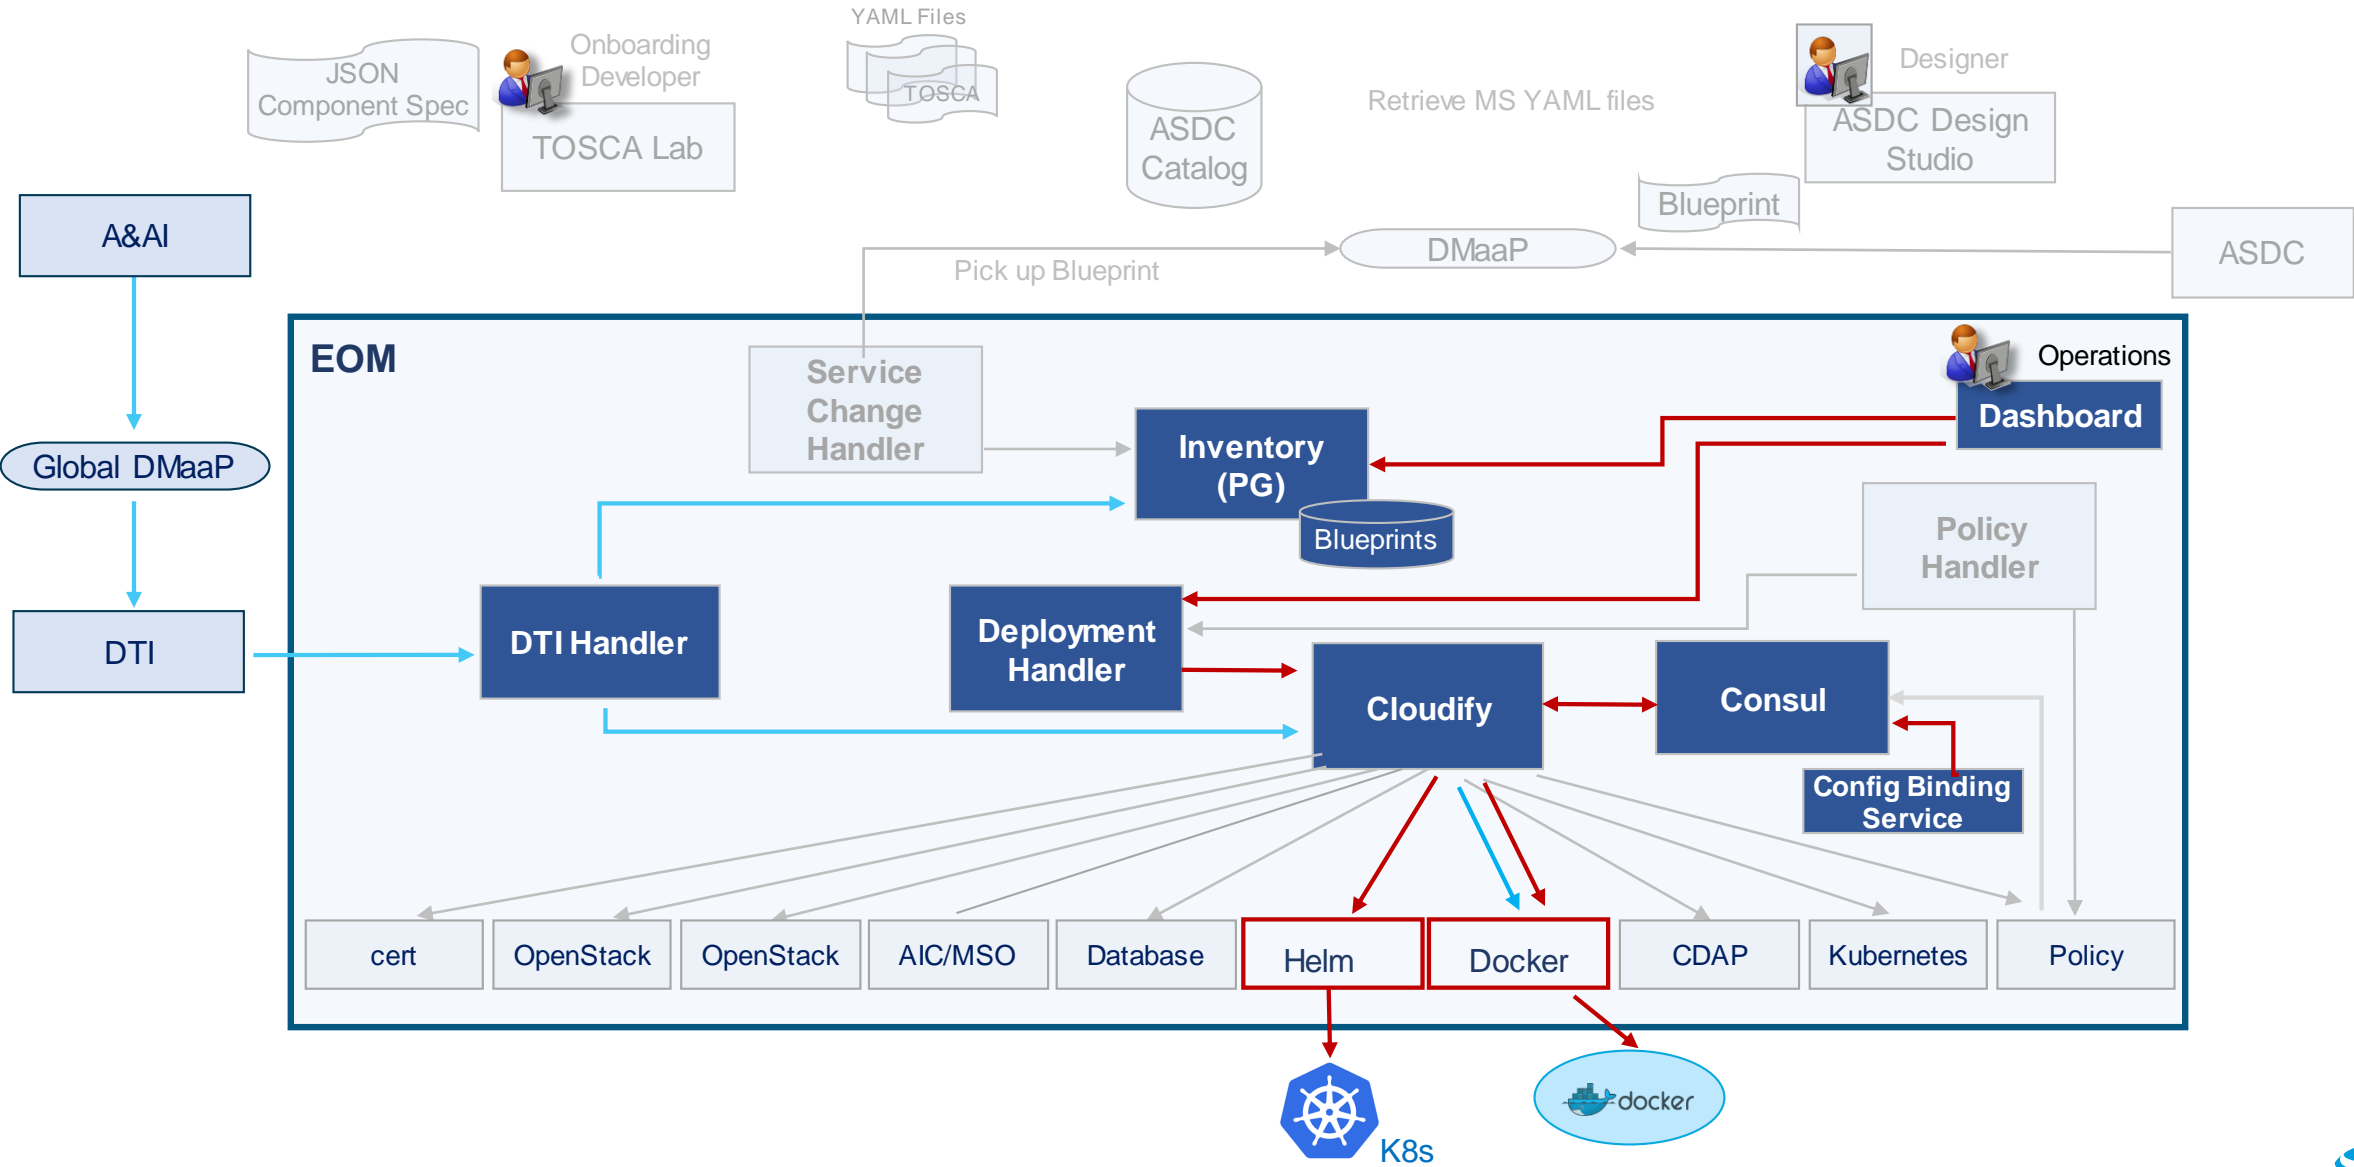 YAML Files
JSON
Component Spec
Onboarding
Developer
TOSCA
TOSCA Lab
ASDC
Catalog
Retrieve MS YAML files
Designer
ASDC Design
Studio
Blueprint
A&AI
DMaaP
ASDC
Pick up Blueprint
EOM
Operations
Service
Change
Handler
Dashboard
Inventory
(PG)
Blueprints
Global DMaaP
Policy
Handler
DTI
DTI Handler
Deployment
Handler
Cloudify
Consul
Config Binding
Service
cert
OpenStack
OpenStack
AIC/MSO
Database
Helm
Docker
CDAP
Kubernetes
Policy
docker
K8s